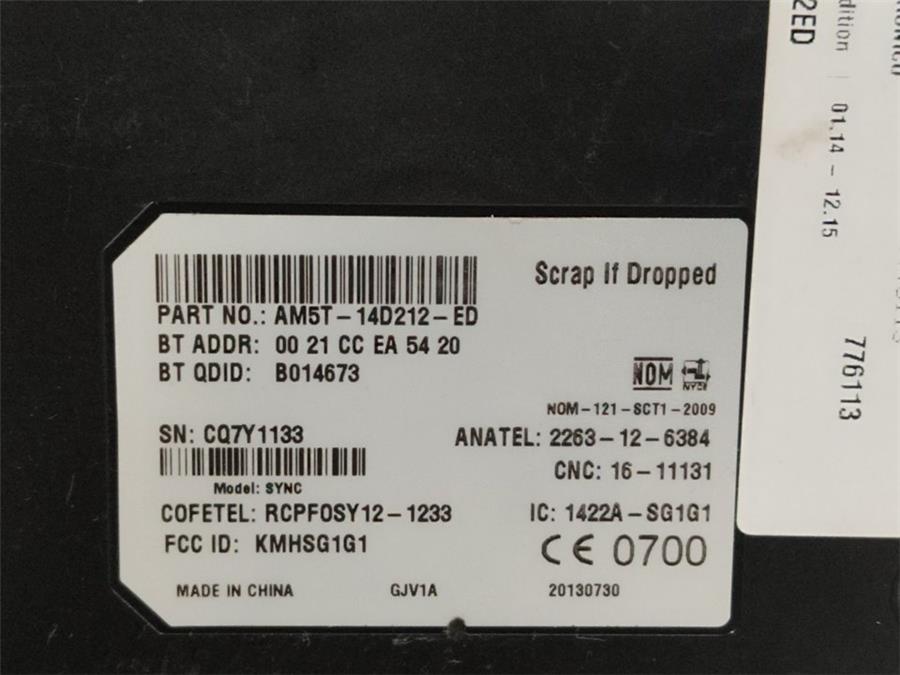 Scrap If Dropped
PART NO.: AM5T-14D212-ED
BT ADDR: 00 21 CC EA 54 20
BT QDID: B014673
NOM NYCE
NOM-121-SCT1-2009
SN: CQ7Y1133
ANATEL: 2263-12-6384
CNC: 16-11131
Model: SYNC
COFETEL: RCPFOSY12-1233
IC: 1422A-SG1G1
FCC ID: KMHSG1G1
CE 0700
MADE IN CHINA GJV1A 20130730
2ED
dition | 01.14 - 12.15
776113